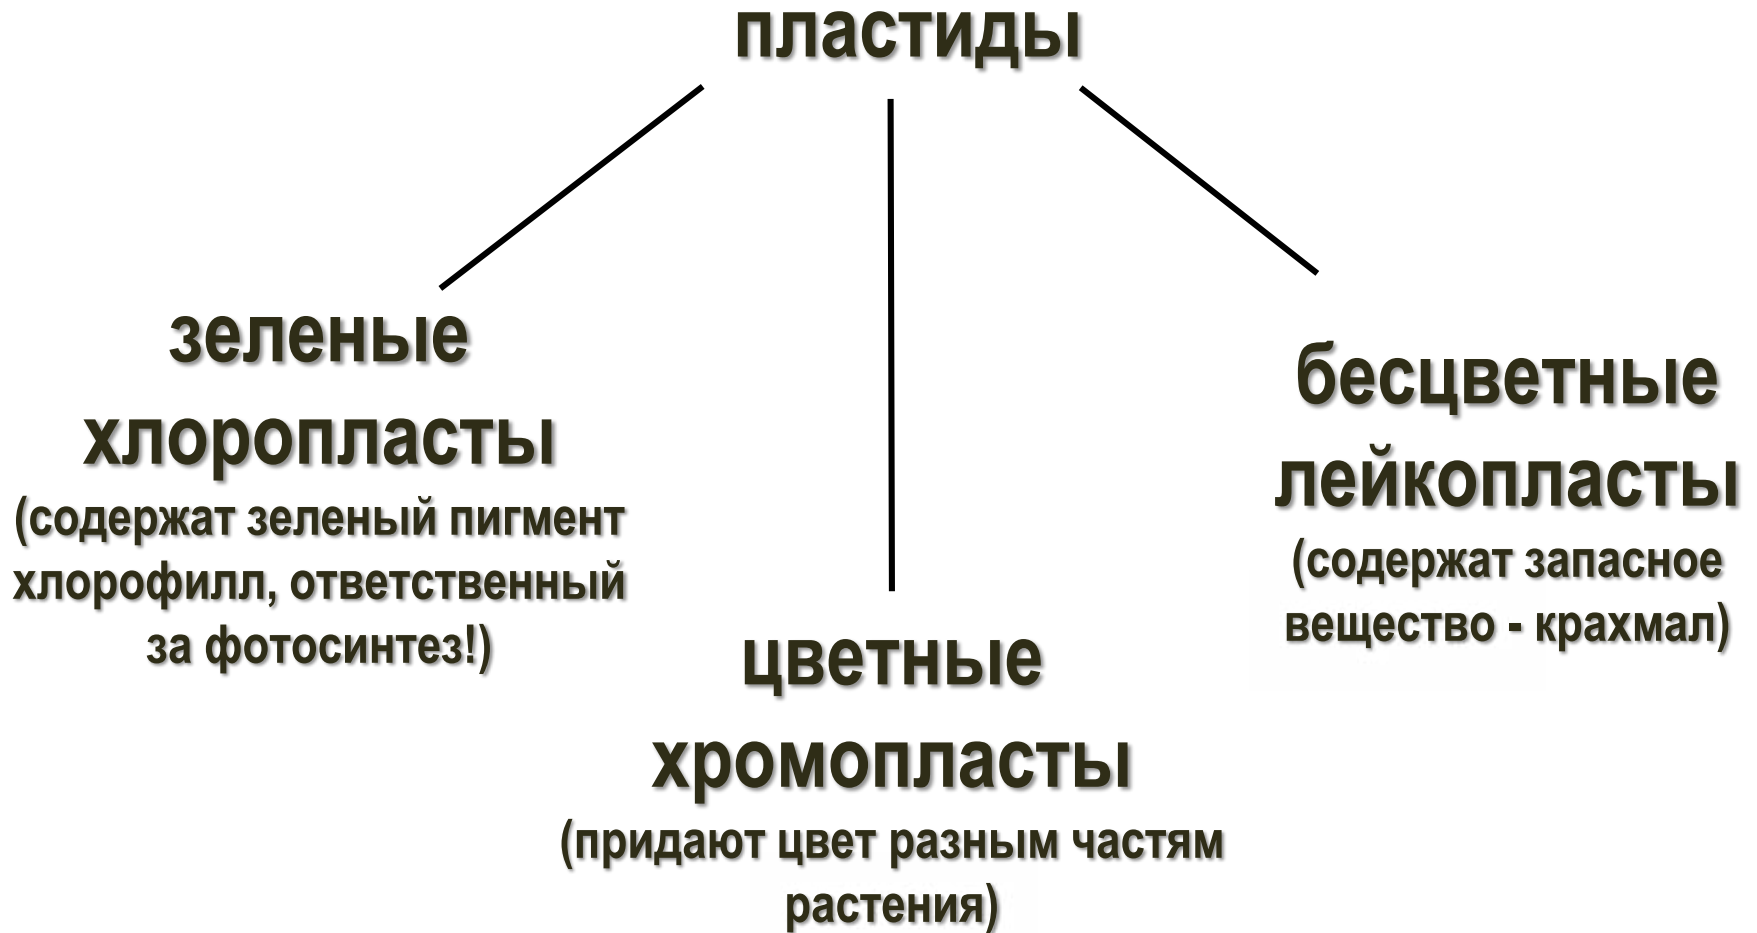 пластиды
зеленые
хлоропласты
(содержат зеленый пигмент
хлорофилл, ответственный
за фотосинтез!)
цветные
хромопласты
(придают цвет разным частям
растения)
бесцветные
лейкопласты
(содержат запасное
вещество - крахмал)